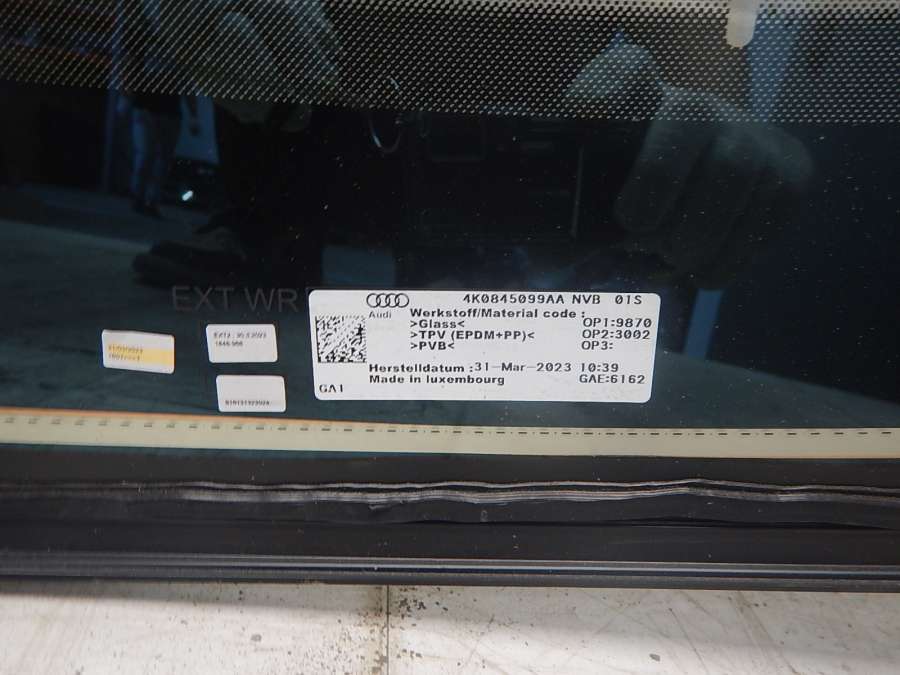 EXT WR
4K0845099AA NVB 01S
Audi
Werkstoff/Material code :
>Glass< OP1:9870
>TPV (EPDM+PP)< OP2:3002
>PVB< OP3:
Herstelldatum :31-Mar-2023 10:39
Made in luxembourg GAE:6162
GA1